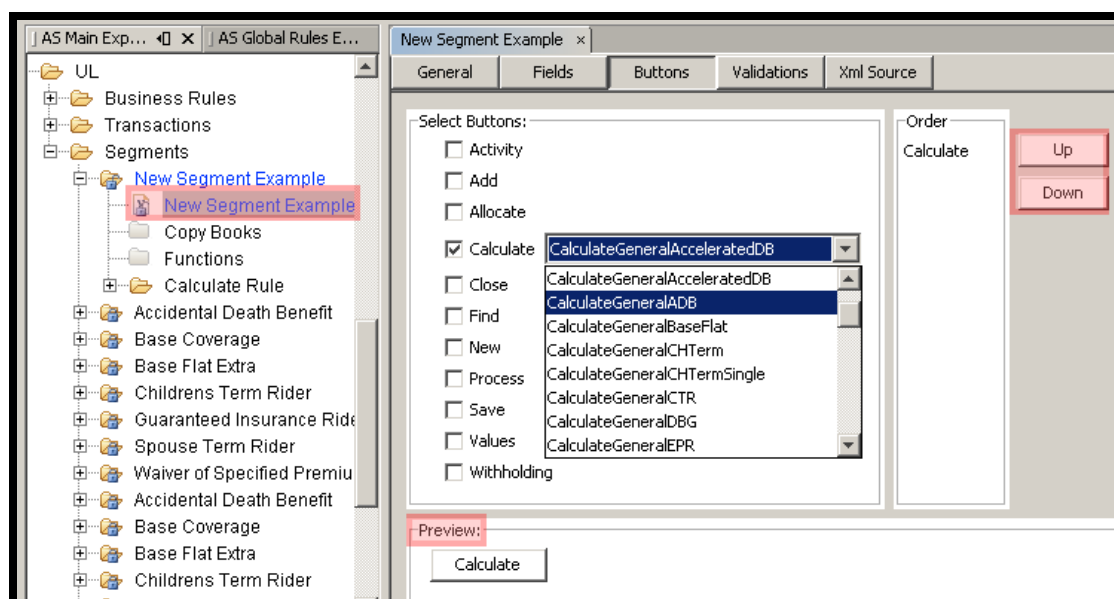 AS Main Exp...
AS Global Rules E...
UL
Business Rules
Transactions
Segments
New Segment Example
New Segment Example
Copy Books
Functions
Calculate Rule
Accidental Death Benefit
Base Coverage
Base Flat Extra
Childrens Term Rider
Guaranteed Insurance Ride
Spouse Term Rider
Waiver of Specified Premiu
Accidental Death Benefit
Base Coverage
Base Flat Extra
Childrens Term Rider
New Segment Example
General
Fields
Buttons
Validations
Xml Source
Select Buttons:
Activity
Add
Allocate
Calculate
CalculateGeneralAcceleratedDB
CalculateGeneralAcceleratedDB
CalculateGeneralADB
CalculateGeneralBaseFlat
CalculateGeneralCHTerm
CalculateGeneralCHTermSingle
CalculateGeneralCTR
CalculateGeneralDBG
CalculateGeneralEPR
Close
Find
New
Process
Save
Values
Withholding
Order
Calculate
Up
Down
Preview:
Calculate